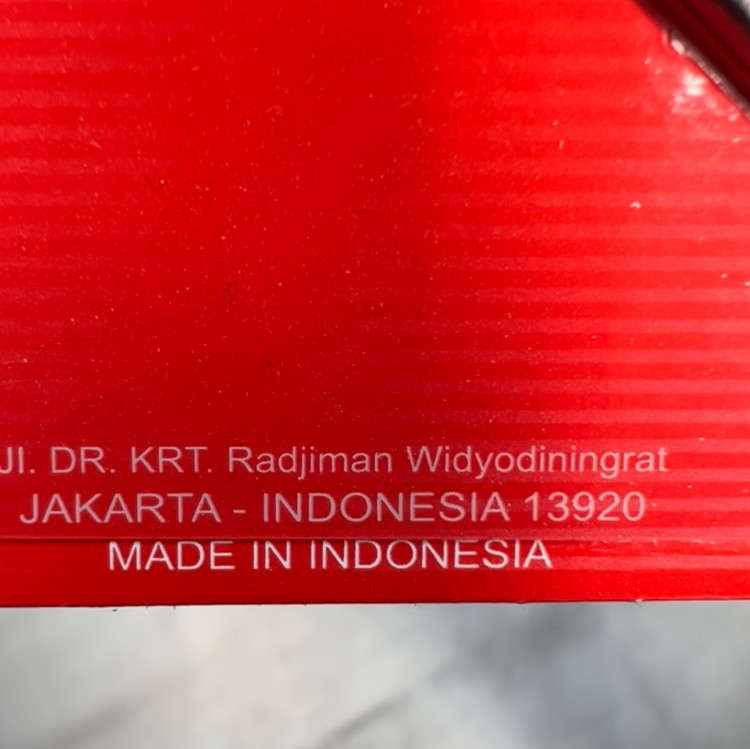 Jl. DR. KRT. Radjiman Widyodiningrat
JAKARTA - INDONESIA 13920
MADE IN INDONESIA